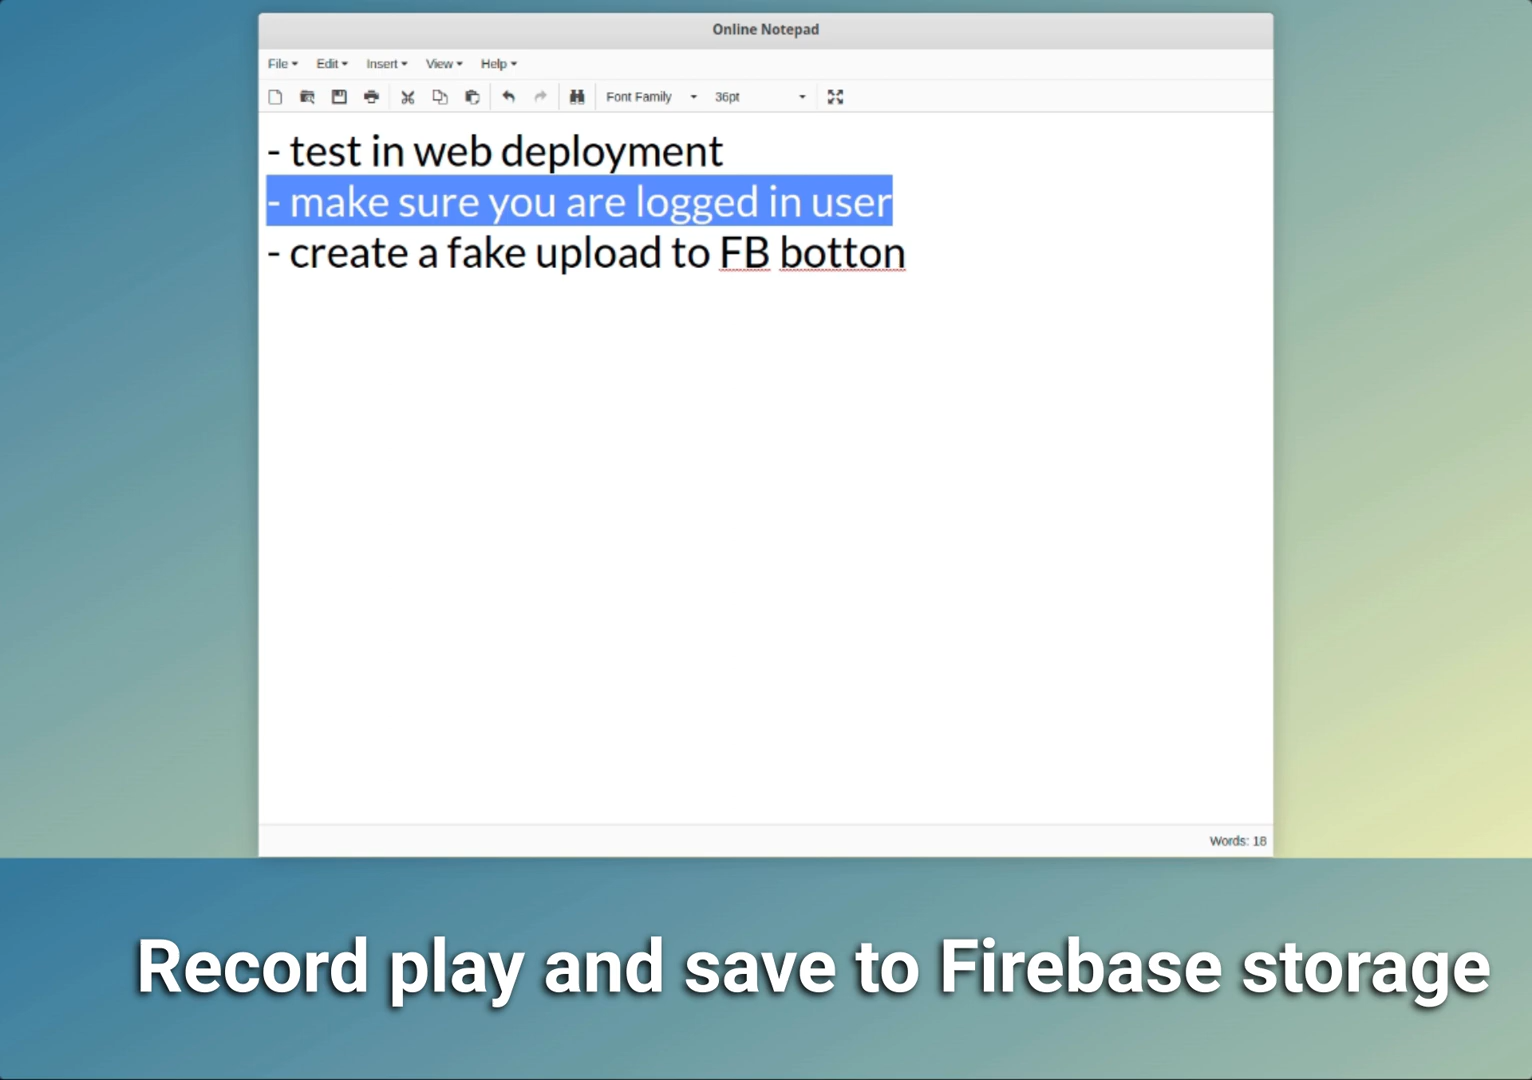 Online Notepad
File Edit Insert View Help
Font Family 36pt
- test in web deployment
- make sure you are logged in user
- create a fake upload to FB botton
Words: 18
Record play and save to Firebase storage